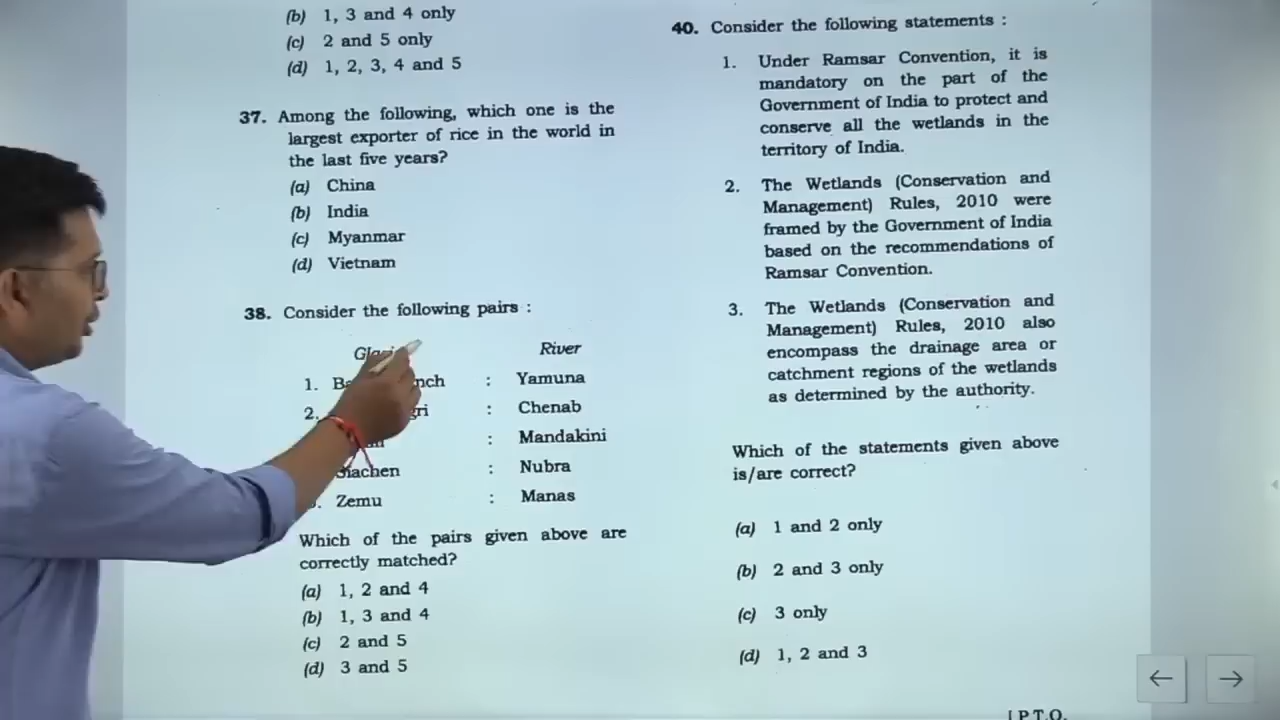 (b) 1, 3 and 4 only
(c) 2 and 5 only
(d) 1, 2, 3, 4 and 5
37. Among the following, which one is the
largest exporter of rice in the world in
the last five years?
(a) China
(b) India
(c) Myanmar
(d) Vietnam
38. Consider the following pairs :
River
1. : Yamuna
2. : Chenab
: Mandakini
Siachen : Nubra
Zemu : Manas
Which of the pairs given above are
correctly matched?
(a) 1, 2 and 4
(b) 1, 3 and 4
(c) 2 and 5
(d) 3 and 5
40. Consider the following statements :
1. Under Ramsar Convention, it is
mandatory on the part of the
Government of India to protect and
conserve all the wetlands in the
territory of India.
2. The Wetlands (Conservation and
Management) Rules, 2010 were
framed by the Government of India
based on the recommendations of
Ramsar Convention.
3. The Wetlands (Conservation and
Management) Rules, 2010 also
encompass the drainage area or
catchment regions of the wetlands
as determined by the authority.
Which of the statements given above
is/are correct?
(a) 1 and 2 only
(b) 2 and 3 only
(c) 3 only
(d) 1, 2 and 3
[ P.T.O.